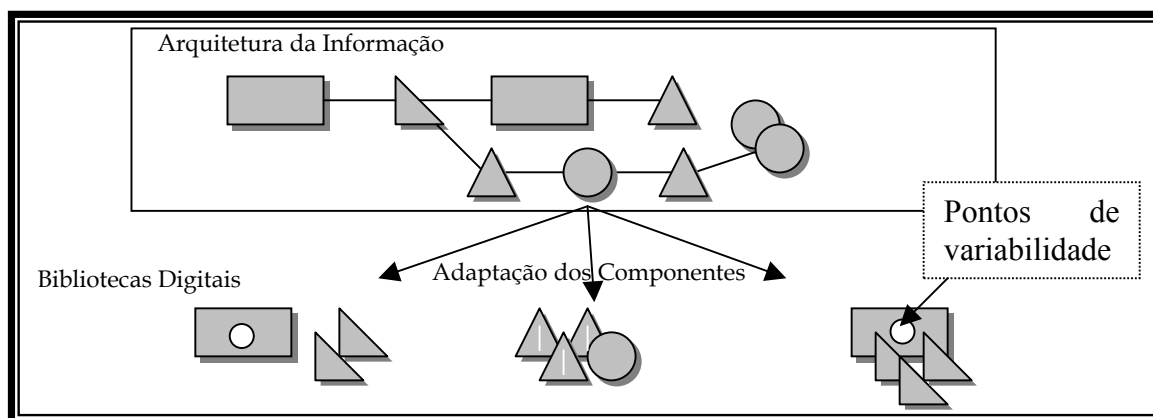 Arquitetura da Informação
Pontos de
variabilidade
Bibliotecas Digitais
Adaptação dos Componentes